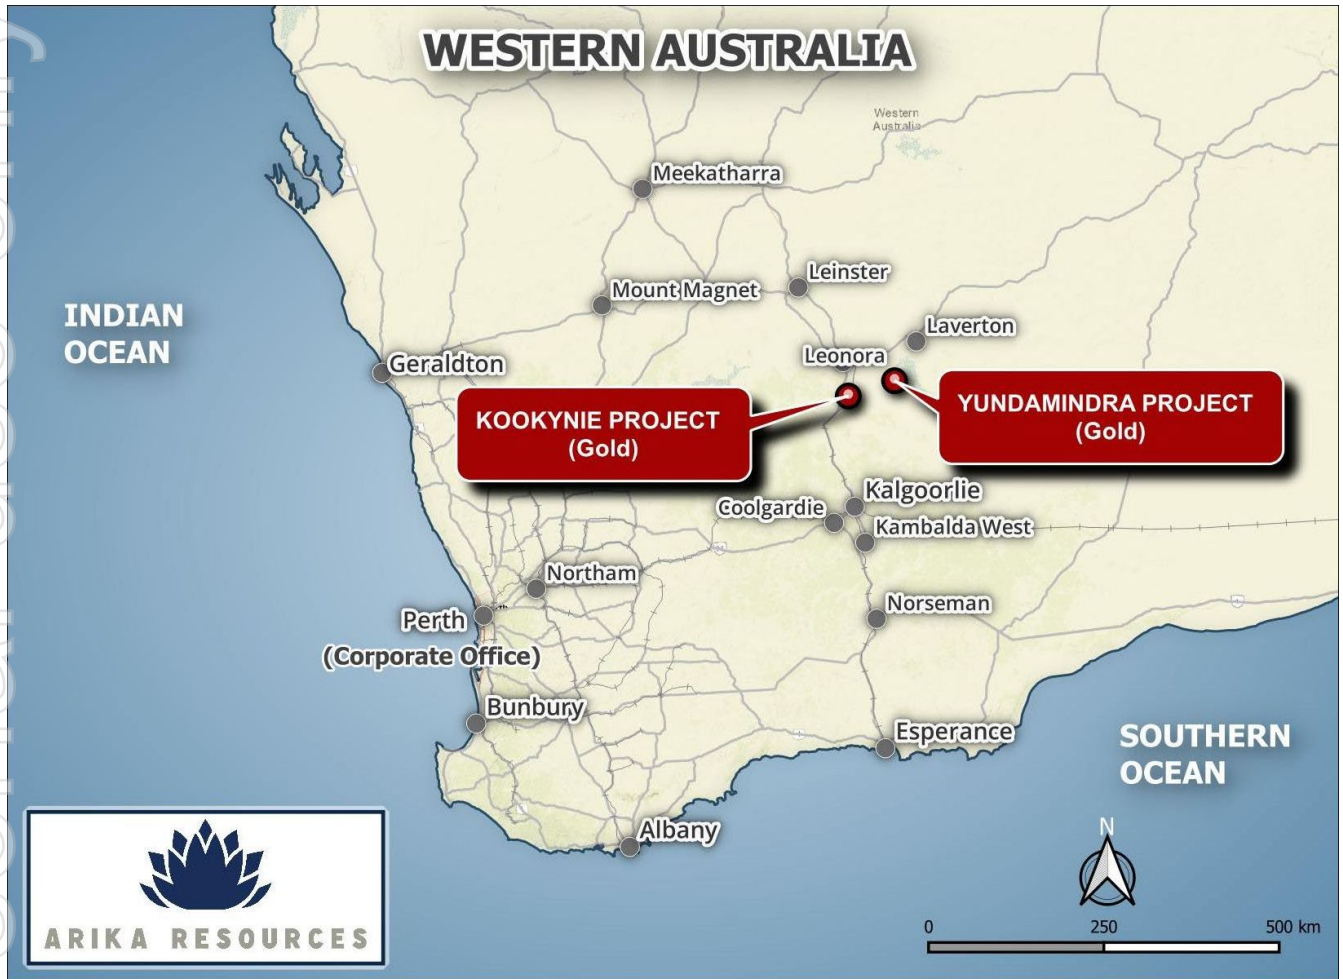 WESTERN AUSTRALIA
Western
Australia
Meekatharra
Leinster
Mount Magnet
INDIAN
OCEAN
Laverton
Leonora
Geraldton
KOOKYNIE PROJECT
(Gold)
YUNDAMINDRA PROJECT
(Gold)
Kalgoorlie
Coolgardie
Kambalda West
Northam
Norseman
Perth
(Corporate Office)
Bunbury
Esperance
SOUTHERN
OCEAN
Albany
N
ARIKA RESOURCES
0 250 500 km